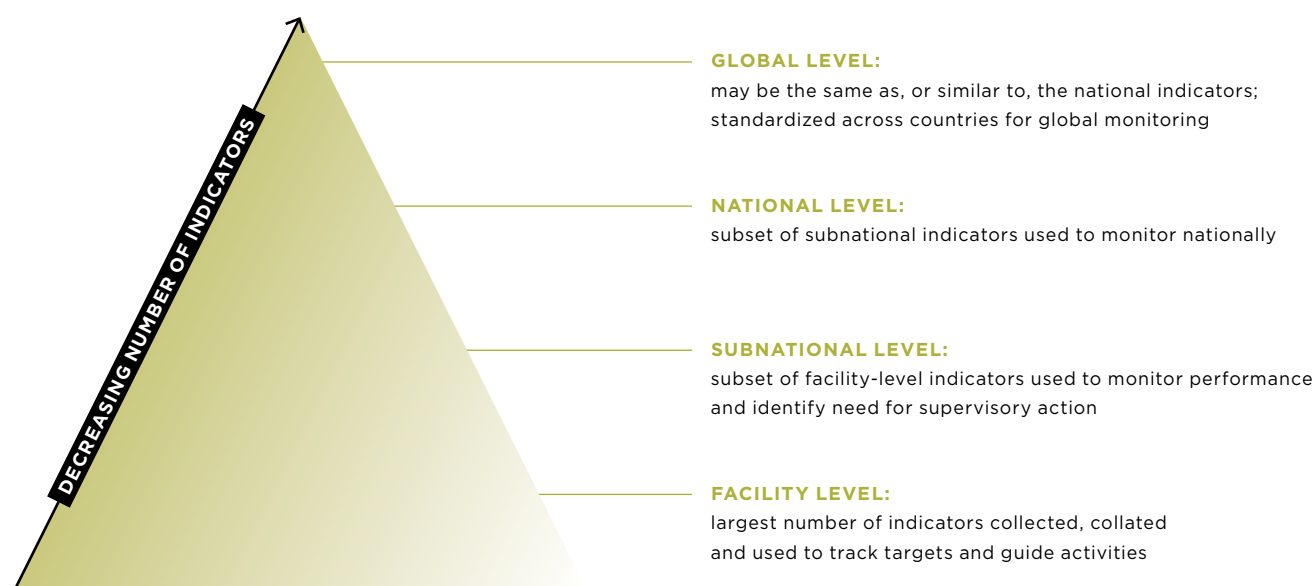 DECREASING NUMBER OF INDICATORS
GLOBAL LEVEL:
may be the same as, or similar to, the national indicators;
standardized across countries for global monitoring
NATIONAL LEVEL:
subset of subnational indicators used to monitor nationally
SUBNATIONAL LEVEL:
subset of facility-level indicators used to monitor performance
and identify need for supervisory action
FACILITY LEVEL:
largest number of indicators collected, collated
and used to track targets and guide activities